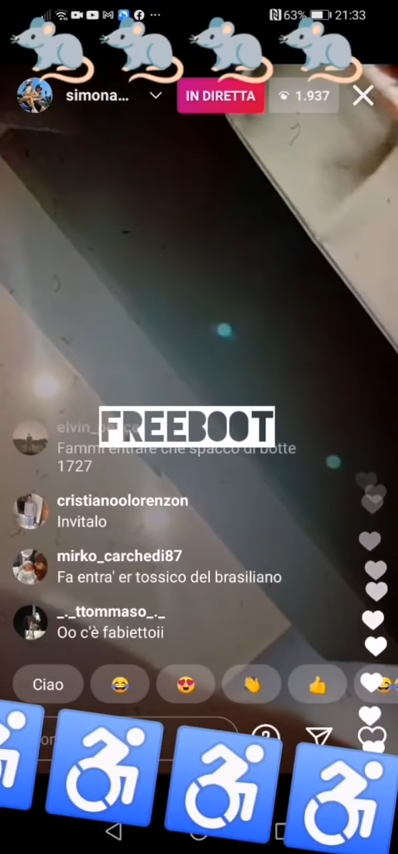 63% 21:33
simona...
IN DIRETTA
1.937
FREEBOOT
Fammi entrare che spacco di botte
1727
cristianoolorenzon
Invitalo
mirko_carchedi87
Fa entra' er tossico del brasiliano
_._ttommaso_._
Oo c'è fabiettoii
Ciao